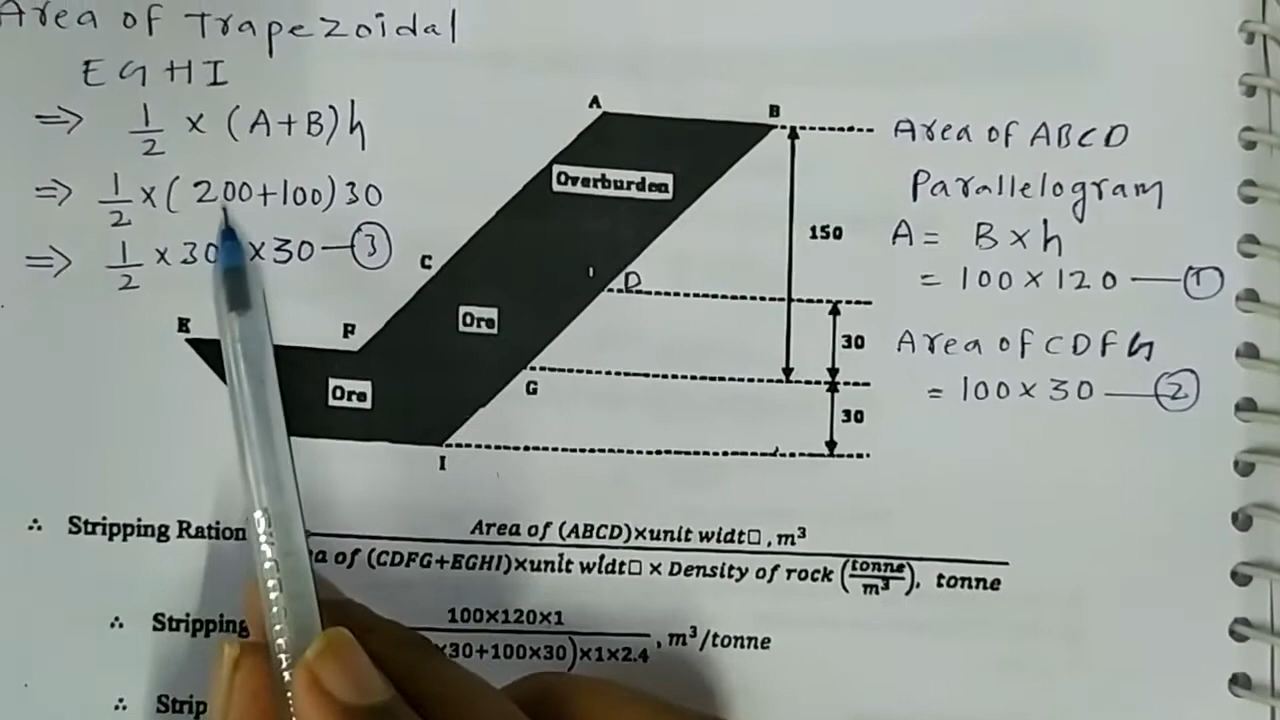 Area of Trapezoidal
EGHI
⇒ 1/2 × (A+B)h
⇒ 1/2 × (200+100)30
⇒ 1/2 × 30 × 30 — ③
A
B
Overburden
C
D
150
Ore
E
F
30
Ore
G
30
I
Area of ABCD
Parallelogram
A = B×h
= 100×120 — ①
Area of CDFG
= 100×30 — ②
∴ Stripping Ration
Area of (ABCD)×unit widt□, m³
of (CDFG+EGHI)×unit widt□ × Density of rock (tonne/m³), tonne
∴ Stripping
100×120×1
×30+100×30)×1×2.4
, m³/tonne
∴ Strip